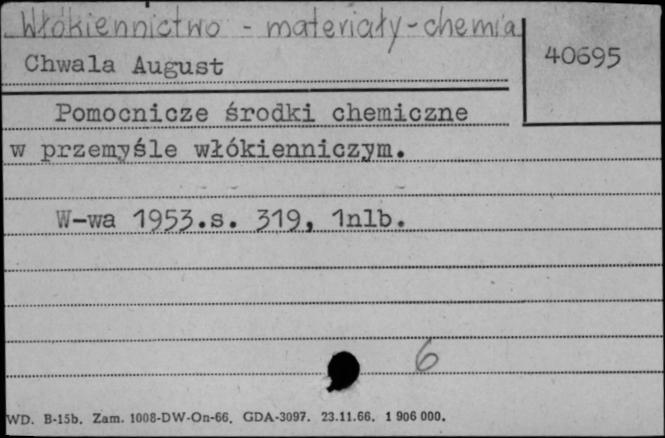 Włókiennictwo - materiały-chemia
40695
Chwala August
Pomocnicze środki chemiczne
w przemyśle włókienniczym.
W-wa 1953.s. 319, 1nlb.
6
WD. B-15b. Zam. 1008-DW-On-66. GDA-3097. 23.11.66. 1 906 000.